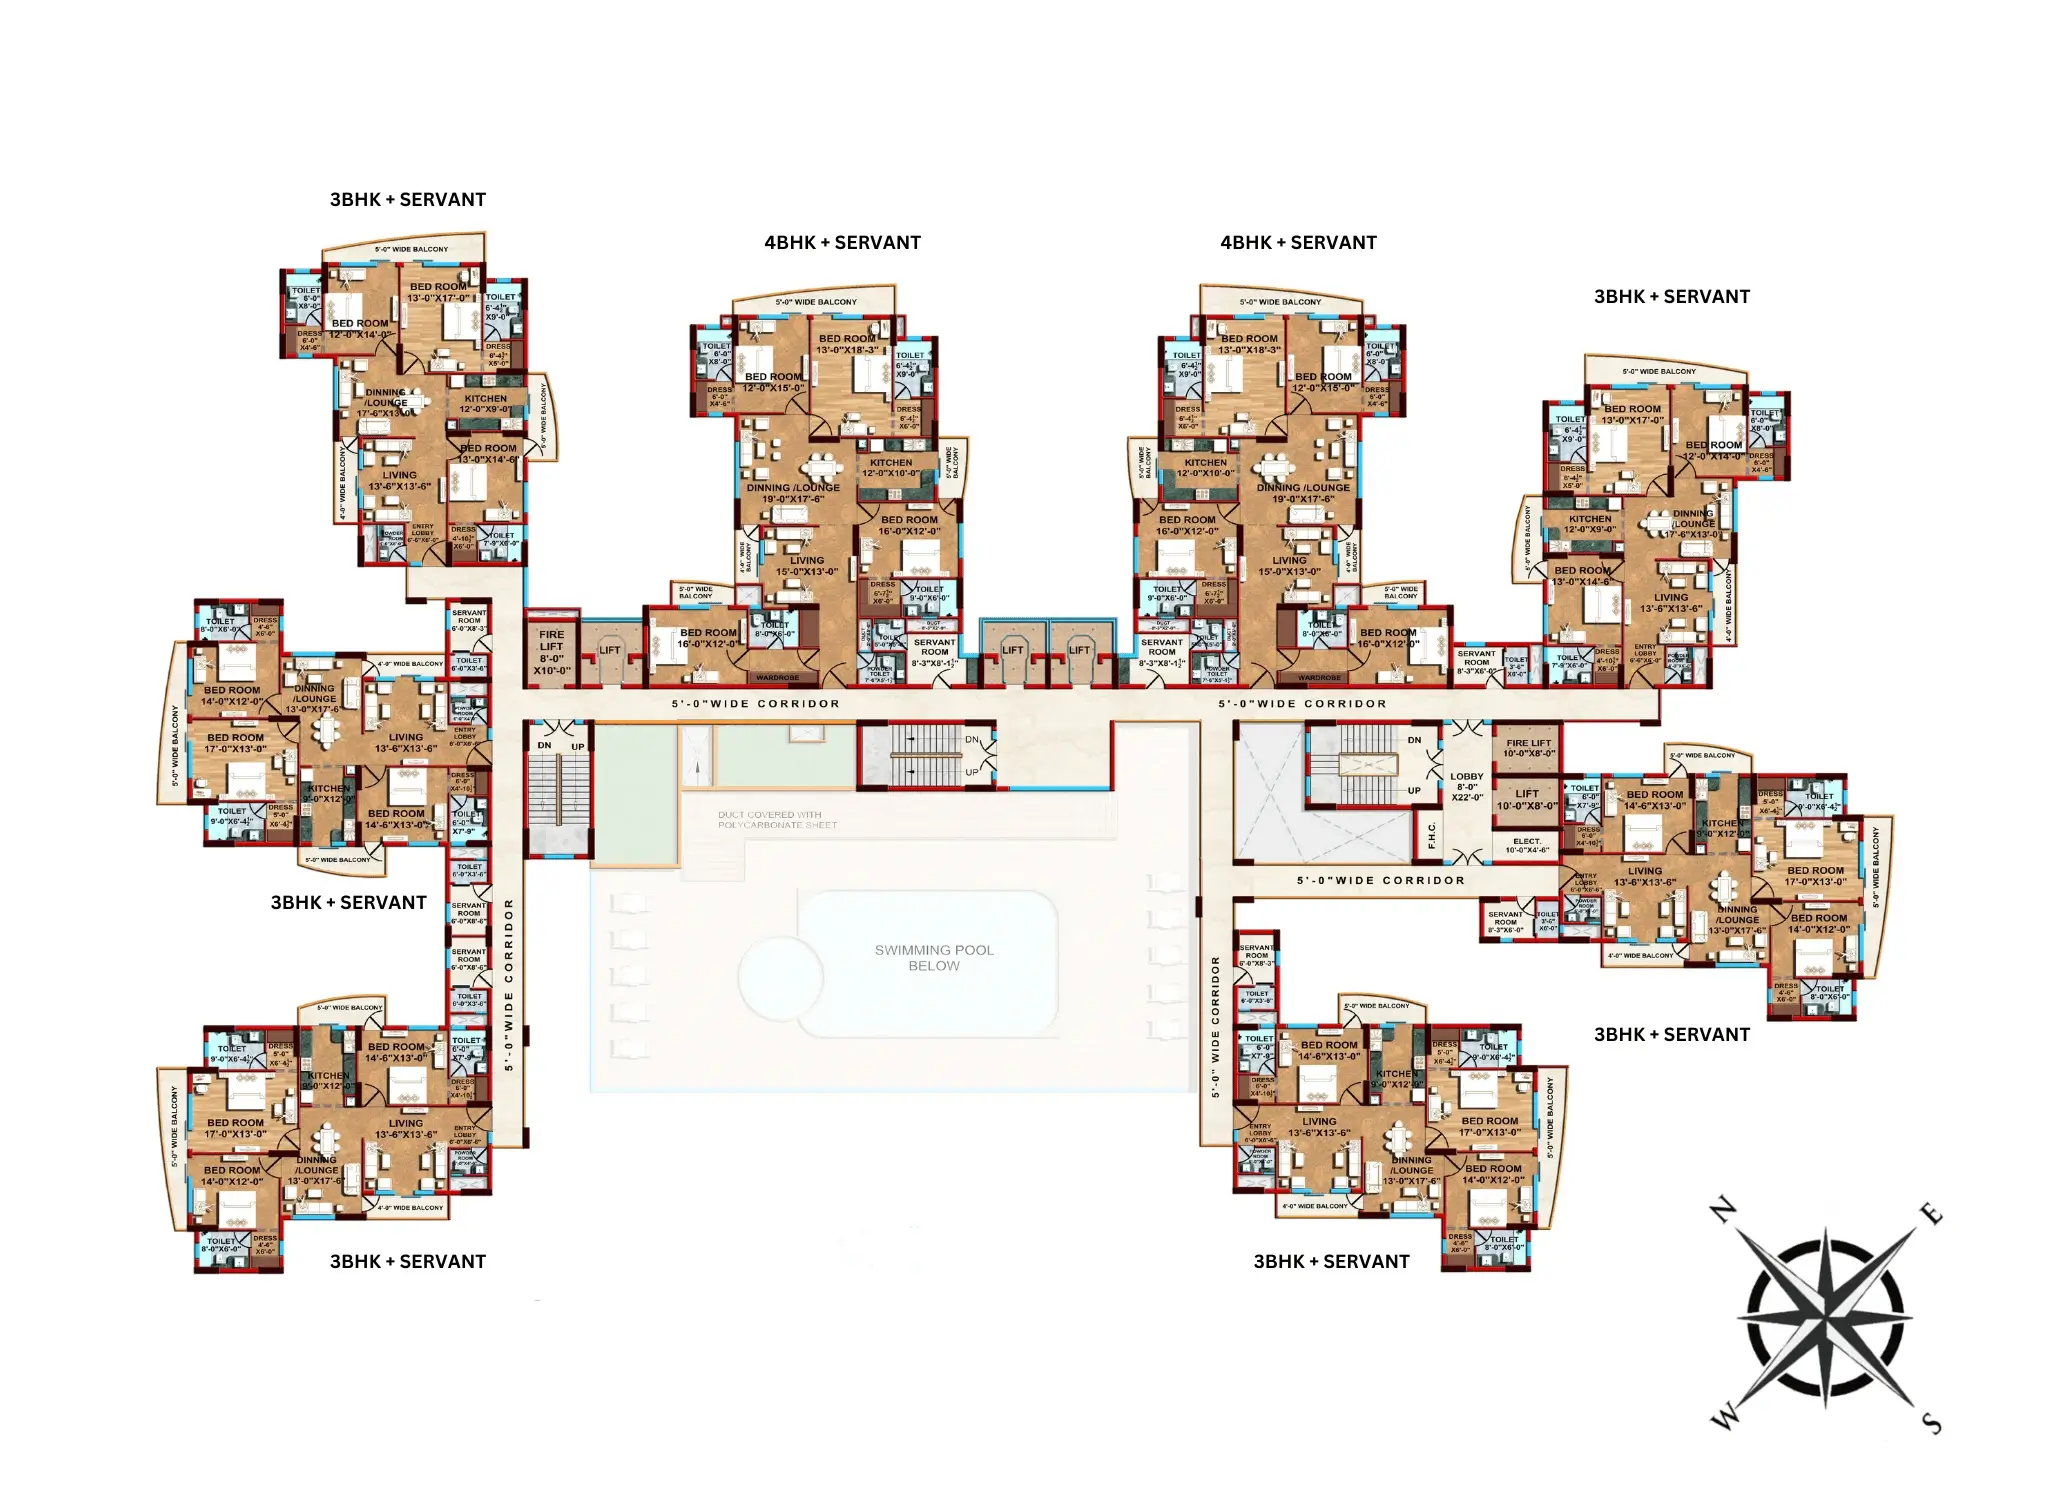 3BHK + SERVANT
5'-0" WIDE BALCONY
TOILET
6'-0"
X8'-0"
DRESS
6'-0"
X4'-6"
BED ROOM
12'-0"X14'-0"
BED ROOM
13'-0"X17'-0"
TOILET
6'-4½"
X9'-0"
DRESS
6'-4½"
X5'-0"
DINNING
/LOUNGE
17'-6"X13'-0"
KITCHEN
12'-0"X9'-0"
5'-0" WIDE BALCONY
BED ROOM
13'-0"X14'-6"
LIVING
13'-6"X13'-6"
4'-0" WIDE BALCONY
ENTRY
LOBBY
6'-6"X6'-0"
POWDER
ROOM
DRESS
4'-10½"
X6'-0"
TOILET
7'-9"X6'-0"
4BHK + SERVANT
5'-0" WIDE BALCONY
TOILET
6'-0"
X8'-0"
DRESS
6'-0"
X4'-6"
BED ROOM
12'-0"X15'-0"
BED ROOM
13'-0"X18'-3"
TOILET
6'-4½"
X9'-0"
DRESS
6'-4½"
X6'-0"
KITCHEN
12'-0"X10'-0"
5'-0" WIDE
BALCONY
DINNING /LOUNGE
19'-0"X17'-6"
BED ROOM
16'-0"X12'-0"
4'-0" WIDE
BALCONY
LIVING
15'-0"X13'-0"
DRESS
6'-7½"
X6'-0"
TOILET
9'-0"X6'-0"
5'-0" WIDE
BALCONY
BED ROOM
16'-0"X12'-0"
TOILET
8'-0"X6'-0"
WARDROBE
TOILET
POWDER
TOILET
DUCT
SERVANT
ROOM
8'-3"X8'-1½"
4BHK + SERVANT
5'-0" WIDE BALCONY
TOILET
6'-4½"
X9'-0"
DRESS
6'-4½"
X6'-0"
BED ROOM
13'-0"X18'-3"
BED ROOM
12'-0"X15'-0"
TOILET
6'-0"
X8'-0"
DRESS
6'-0"
X4'-6"
5'-0" WIDE
BALCONY
KITCHEN
12'-0"X10'-0"
DINNING /LOUNGE
19'-0"X17'-6"
BED ROOM
16'-0"X12'-0"
LIVING
15'-0"X13'-0"
4'-0" WIDE
BALCONY
TOILET
9'-0"X6'-0"
DRESS
6'-7½"
X6'-0"
5'-0" WIDE
BALCONY
TOILET
8'-0"X6'-0"
BED ROOM
16'-0"X12'-0"
WARDROBE
DUCT
SERVANT
ROOM
8'-3"X8'-1½"
TOILET
POWDER
TOILET
3BHK + SERVANT
5'-0" WIDE BALCONY
TOILET
6'-4½"
X9'-0"
DRESS
6'-4½"
X5'-0"
BED ROOM
13'-0"X17'-0"
BED ROOM
12'-0"X14'-0"
TOILET
6'-0"
X8'-0"
KITCHEN
12'-0"X9'-0"
DINNING
/LOUNGE
17'-6"X13'-0"
5'-0" WIDE BALCONY
BED ROOM
13'-0"X14'-6"
LIVING
13'-6"X13'-6"
4'-0" WIDE BALCONY
TOILET
7'-9"X6'-0"
DRESS
4'-10½"
X6'-0"
ENTRY
LOBBY
6'-6"X6'-0"
POWDER
ROOM
SERVANT
ROOM
8'-3"X6'-0"
TOILET
3'-6"
X6'-0"
FIRE
LIFT
8'-0"
X10'-0"
LIFT
LIFT
LIFT
5'-0"WIDE CORRIDOR
5'-0"WIDE CORRIDOR
DN
UP
DN
UP
DN
UP
LOBBY
8'-0"
X22'-0"
FIRE LIFT
10'-0"X8'-0"
LIFT
10'-0"X8'-0"
F.H.C.
ELECT.
10'-0"X4'-6"
5'-0"WIDE CORRIDOR
DUCT COVERED WITH
POLYCARBONATE SHEET
SWIMMING POOL
BELOW
5'-0"WIDE CORRIDOR
5'-0" WIDE CORRIDOR
TOILET
8'-0"X6'-0"
DRESS
4'-6"
X6'-0"
SERVANT
ROOM
6'-0"X8'-3"
TOILET
6'-0"X3'-6"
4'-0" WIDE BALCONY
BED ROOM
14'-0"X12'-0"
DINNING
/LOUNGE
13'-0"X17'-6"
POWDER
ROOM
5'-0" WIDE BALCONY
BED ROOM
17'-0"X13'-0"
LIVING
13'-6"X13'-6"
ENTRY
LOBBY
6'-0"X6'-6"
KITCHEN
9'-0"X12'-0"
TOILET
9'-0"X6'-4½"
DRESS
5'-0"
X6'-4½"
BED ROOM
14'-6"X13'-0"
DRESS
6'-0"
X4'-10½"
TOILET
6'-0"
X7'-9"
5'-0" WIDE BALCONY
3BHK + SERVANT
TOILET
6'-0"X3'-6"
SERVANT
ROOM
6'-0"X8'-6"
SERVANT
ROOM
6'-0"X8'-6"
TOILET
6'-0"X3'-6"
5'-0" WIDE BALCONY
TOILET
9'-0"X6'-4½"
DRESS
5'-0"
X6'-4½"
KITCHEN
9'-0"X12'-0"
BED ROOM
14'-6"X13'-0"
TOILET
6'-0"
X7'-9"
DRESS
6'-0"
X4'-10½"
5'-0" WIDE BALCONY
BED ROOM
17'-0"X13'-0"
LIVING
13'-6"X13'-6"
ENTRY
LOBBY
6'-0"X6'-6"
BED ROOM
14'-0"X12'-0"
DINNING
/LOUNGE
13'-0"X17'-6"
POWDER
ROOM
4'-0" WIDE BALCONY
TOILET
8'-0"X6'-0"
DRESS
4'-6"
X6'-0"
3BHK + SERVANT
5'-0" WIDE BALCONY
TOILET
6'-0"
X7'-9"
DRESS
6'-0"
X4'-10½"
BED ROOM
14'-6"X13'-0"
KITCHEN
9'-0"X12'-0"
DRESS
5'-0"
X6'-4½"
TOILET
9'-0"X6'-4½"
ENTRY
LOBBY
LIVING
13'-6"X13'-6"
BED ROOM
17'-0"X13'-0"
5'-0" WIDE BALCONY
POWDER
ROOM
DINNING
/LOUNGE
13'-0"X17'-6"
BED ROOM
14'-0"X12'-0"
SERVANT
ROOM
8'-3"X6'-0"
TOILET
3'-6"
X6'-0"
4'-0" WIDE BALCONY
DRESS
4'-6"
X6'-0"
TOILET
8'-0"X6'-0"
3BHK + SERVANT
SERVANT
ROOM
6'-0"X8'-3"
TOILET
6'-0"X3'-6"
5'-0" WIDE BALCONY
TOILET
6'-0"
X7'-9"
DRESS
6'-0"
X4'-10½"
BED ROOM
14'-6"X13'-0"
KITCHEN
9'-0"X12'-0"
DRESS
5'-0"
X6'-4½"
TOILET
9'-0"X6'-4½"
ENTRY
LOBBY
6'-0"X6'-6"
LIVING
13'-6"X13'-6"
BED ROOM
17'-0"X13'-0"
5'-0" WIDE BALCONY
POWDER
ROOM
DINNING
/LOUNGE
13'-0"X17'-6"
BED ROOM
14'-0"X12'-0"
4'-0" WIDE BALCONY
DRESS
4'-6"
X6'-0"
TOILET
8'-0"X6'-0"
3BHK + SERVANT
N
E
W
S